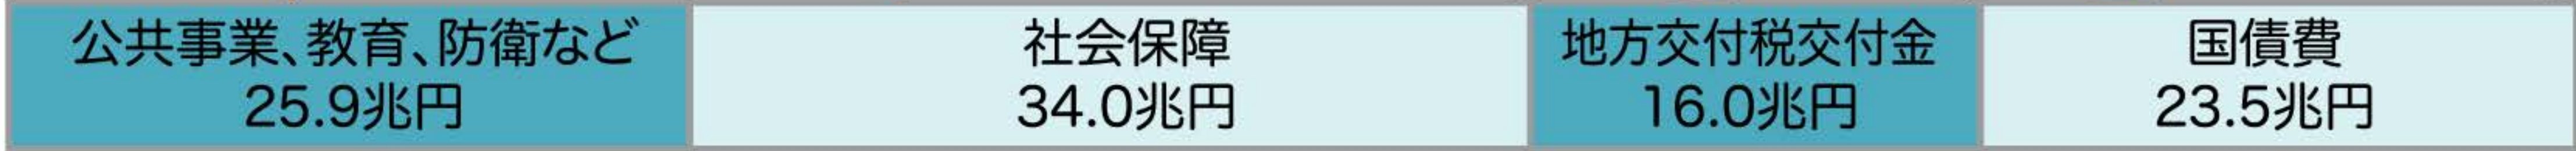 公共事業、教育、防衛など
25.9兆円
社会保障
34.0兆円
地方交付税交付金
16.0兆円
国債費
23.5兆円